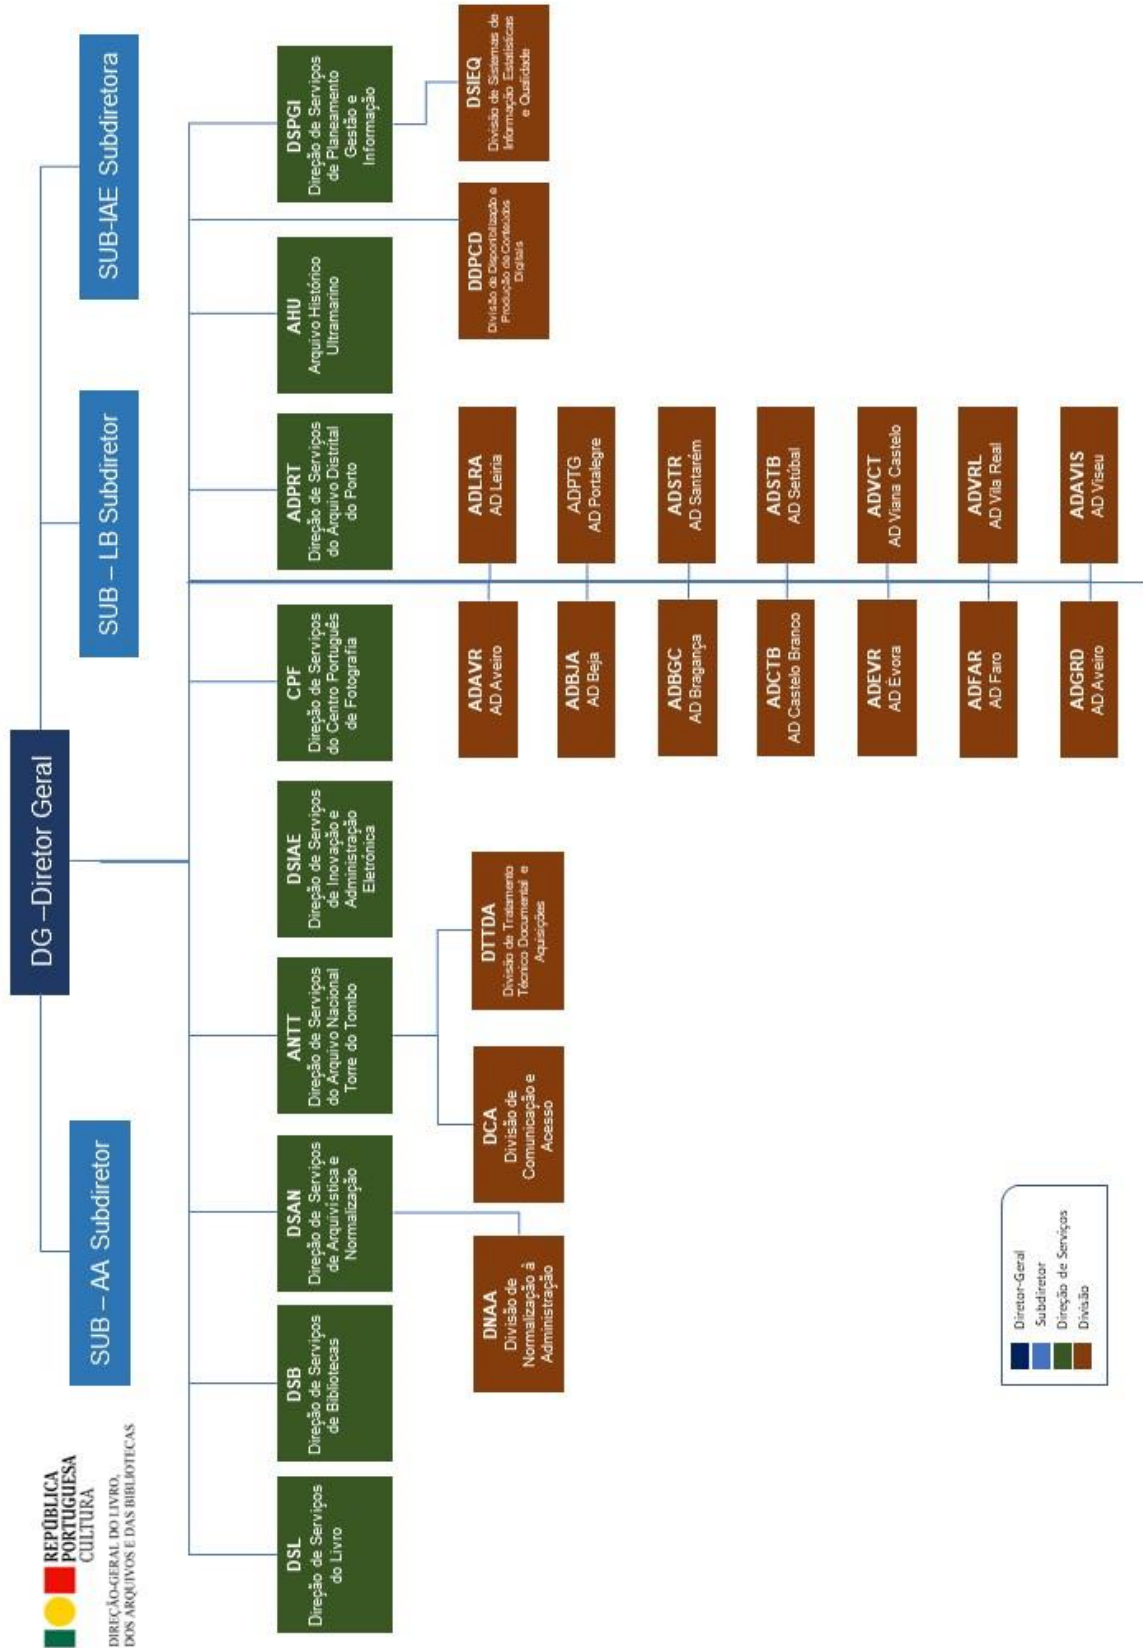 REPÚBLICA
PORTUGUESA
CULTURA
DIREÇÃO-GERAL DO LIVRO,
DOS ARQUIVOS E DAS BIBLIOTECAS
DG –Diretor Geral
SUB – AA Subdiretor
SUB – LB Subdiretor
SUB-IAE Subdiretora
DSL
Direção de Serviços
do Livro
DSB
Direção de Serviços
de Bibliotecas
DSAN
Direção de Serviços
de Arquivística e
Normalização
ANTT
Direção de Serviços
do Arquivo Nacional
Torre do Tombo
DSIAE
Direção de Serviços
de Inovação e
Administração
Eletrónica
CPF
Direção de Serviços
do Centro Português
de Fotografia
ADPRT
Direção de Serviços
do Arquivo Distrital
do Porto
AHU
Arquivo Histórico
Ultramarino
DSPGI
Direção de Serviços
de Planeamento
Gestão e
Informação
DNAA
Divisão de
Normalização à
Administração
DCA
Divisão de
Comunicação e
Acesso
DTTDA
Divisão de Tratamento
Técnico Documental e
Aquisições
DDPCD
Divisão de Disponibilização e
Produção de Conteúdos
Digitais
DSIEQ
Divisão de Sistemas de
Informação Estatísticas
e Qualidade
ADAVR
AD Aveiro
ADLRA
AD Leiria
ADBJA
AD Beja
ADPTG
AD Portalegre
ADBGC
AD Bragança
ADSTR
AD Santarém
ADCTB
AD Castelo Branco
ADSTB
AD Setúbal
ADEVR
AD Évora
ADVCT
AD Viana Castelo
ADFAR
AD Faro
ADVRL
AD Vila Real
ADGRD
AD Aveiro
ADAVIS
AD Viseu
Diretor-Geral
Subdiretor
Direção de Serviços
Divisão